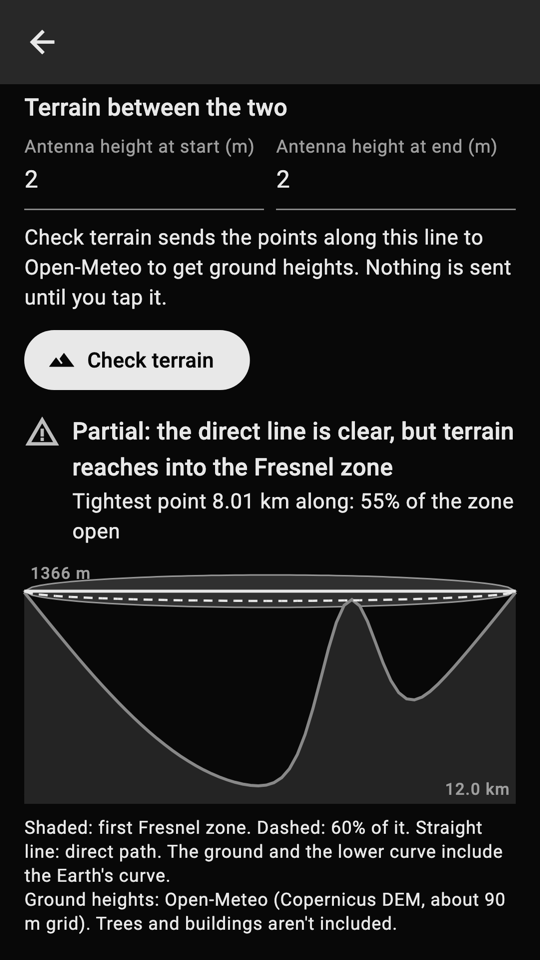 Terrain between the two
Antenna height at start (m)
Antenna height at end (m)
2
2
Check terrain sends the points along this line to
Open-Meteo to get ground heights. Nothing is sent
until you tap it.
Check terrain
Partial: the direct line is clear, but terrain
reaches into the Fresnel zone
Tightest point 8.01 km along: 55% of the zone
open
1366 m
12.0 km
Shaded: first Fresnel zone. Dashed: 60% of it. Straight
line: direct path. The ground and the lower curve include
the Earth's curve.
Ground heights: Open-Meteo (Copernicus DEM, about 90
m grid). Trees and buildings aren't included.